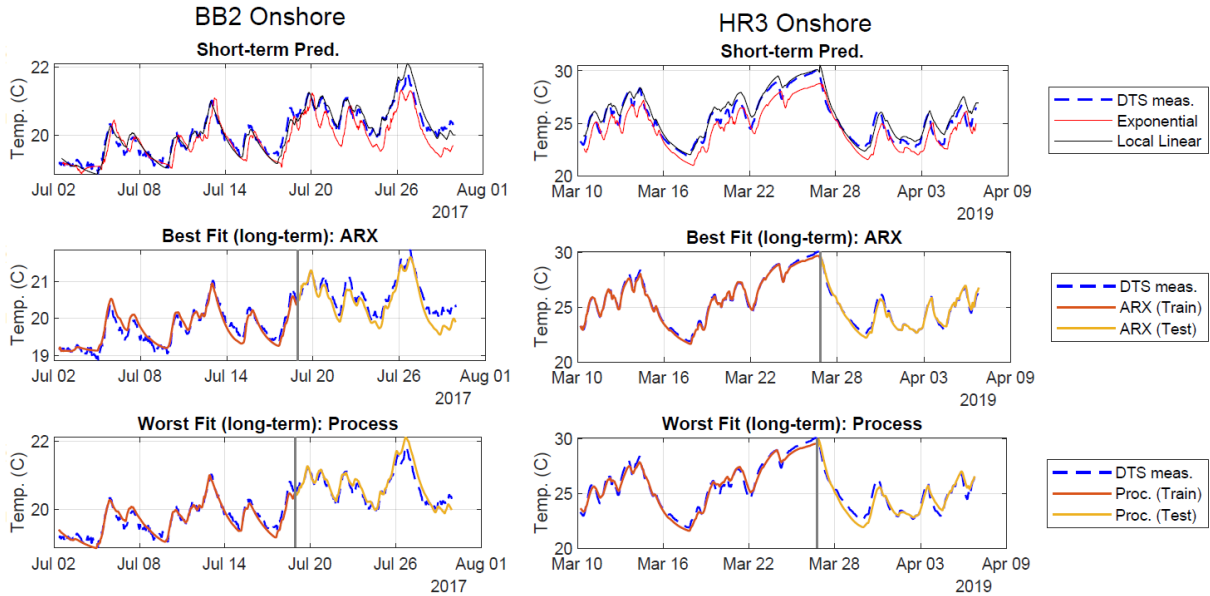 BB2 Onshore
HR3 Onshore
Short-term Pred.
Temp. (C)
22
20
Jul 02
Jul 08
Jul 14
Jul 20
Jul 26
Aug 01
2017
Short-term Pred.
Temp. (C)
30
25
20
Mar 10
Mar 16
Mar 22
Mar 28
Apr 03
Apr 09
2019
DTS meas.
Exponential
Local Linear
Best Fit (long-term): ARX
Temp. (C)
21
20
19
Jul 02
Jul 08
Jul 14
Jul 20
Jul 26
Aug 01
2017
Best Fit (long-term): ARX
Temp. (C)
30
25
20
Mar 10
Mar 16
Mar 22
Mar 28
Apr 03
Apr 09
2019
DTS meas.
ARX (Train)
ARX (Test)
Worst Fit (long-term): Process
Temp. (C)
22
20
Jul 02
Jul 08
Jul 14
Jul 20
Jul 26
Aug 01
2017
Worst Fit (long-term): Process
Temp. (C)
30
25
20
Mar 10
Mar 16
Mar 22
Mar 28
Apr 03
Apr 09
2019
DTS meas.
Proc. (Train)
Proc. (Test)